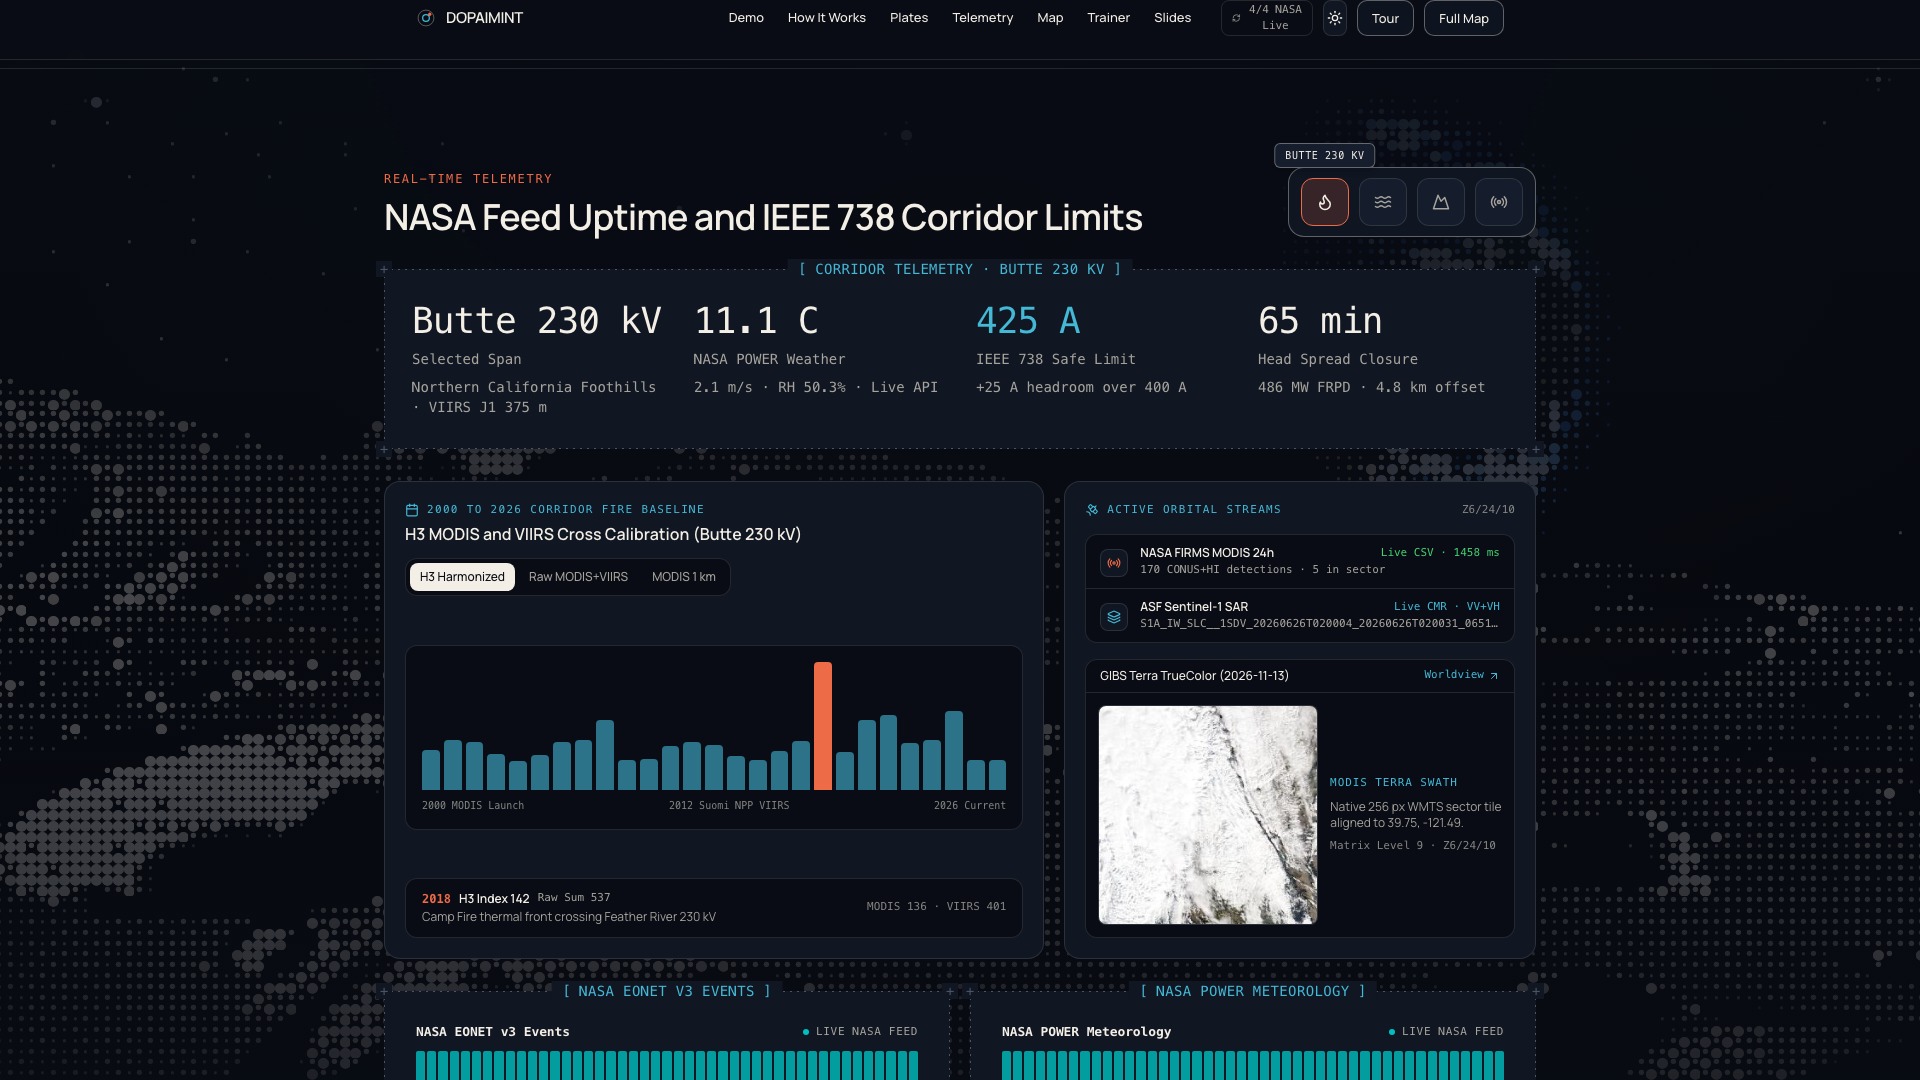 DOPAIMINT
Demo
How It Works
Plates
Telemetry
Map
Trainer
Slides
4/4 NASA
Live
Tour
Full Map
BUTTE 230 KV
REAL-TIME TELEMETRY
NASA Feed Uptime and IEEE 738 Corridor Limits
[ CORRIDOR TELEMETRY · BUTTE 230 KV ]
Butte 230 kV
Selected Span
Northern California Foothills
· VIIRS J1 375 m
11.1 C
NASA POWER Weather
2.1 m/s · RH 50.3% · Live API
425 A
IEEE 738 Safe Limit
+25 A headroom over 400 A
65 min
Head Spread Closure
486 MW FRPD · 4.8 km offset
2000 TO 2026 CORRIDOR FIRE BASELINE
H3 MODIS and VIIRS Cross Calibration (Butte 230 kV)
H3 Harmonized
Raw MODIS+VIIRS
MODIS 1 km
2000 MODIS Launch
2012 Suomi NPP VIIRS
2026 Current
2018 H3 Index 142 Raw Sum 537
Camp Fire thermal front crossing Feather River 230 kV
MODIS 136 · VIIRS 401
ACTIVE ORBITAL STREAMS
Z6/24/10
NASA FIRMS MODIS 24h
Live CSV · 1458 ms
170 CONUS+HI detections · 5 in sector
ASF Sentinel-1 SAR
Live CMR · VV+VH
S1A_IW_SLC__1SDV_20260626T020004_20260626T020031_0651…
GIBS Terra TrueColor (2026-11-13)
Worldview
MODIS TERRA SWATH
Native 256 px WMTS sector tile
aligned to 39.75, -121.49.
Matrix Level 9 · Z6/24/10
[ NASA EONET V3 EVENTS ]
NASA EONET v3 Events
LIVE NASA FEED
[ NASA POWER METEOROLOGY ]
NASA POWER Meteorology
LIVE NASA FEED